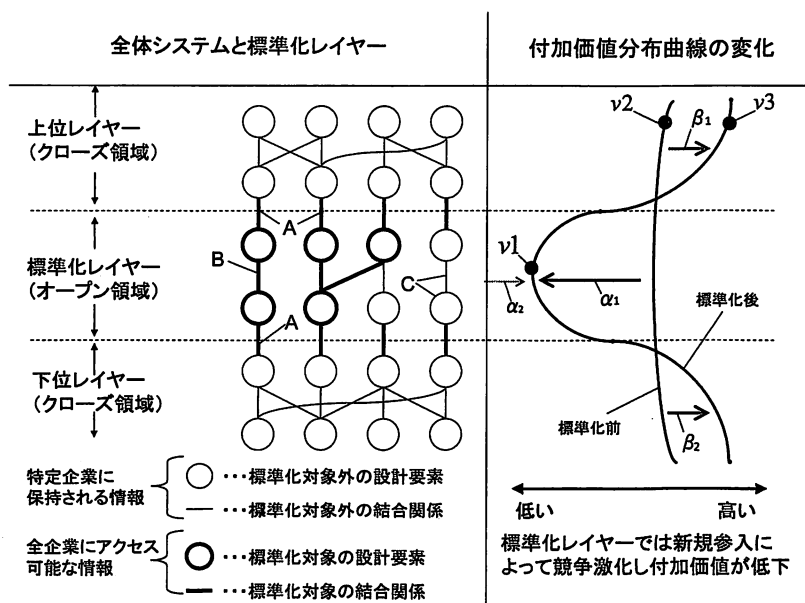 全体システムと標準化レイヤー
付加価値分布曲線の変化
上位レイヤー
(クローズ領域)
標準化レイヤー
(オープン領域)
下位レイヤー
(クローズ領域)
A
B
C
A
v2
v3
β1
v1
α2
α1
標準化後
標準化前
β2
低い
高い
標準化レイヤーでは新規参入に
よって競争激化し付加価値が低下
特定企業に
保持される情報
･･･標準化対象外の設計要素
･･･標準化対象外の結合関係
全企業にアクセス
可能な情報
･･･標準化対象の設計要素
･･･標準化対象の結合関係